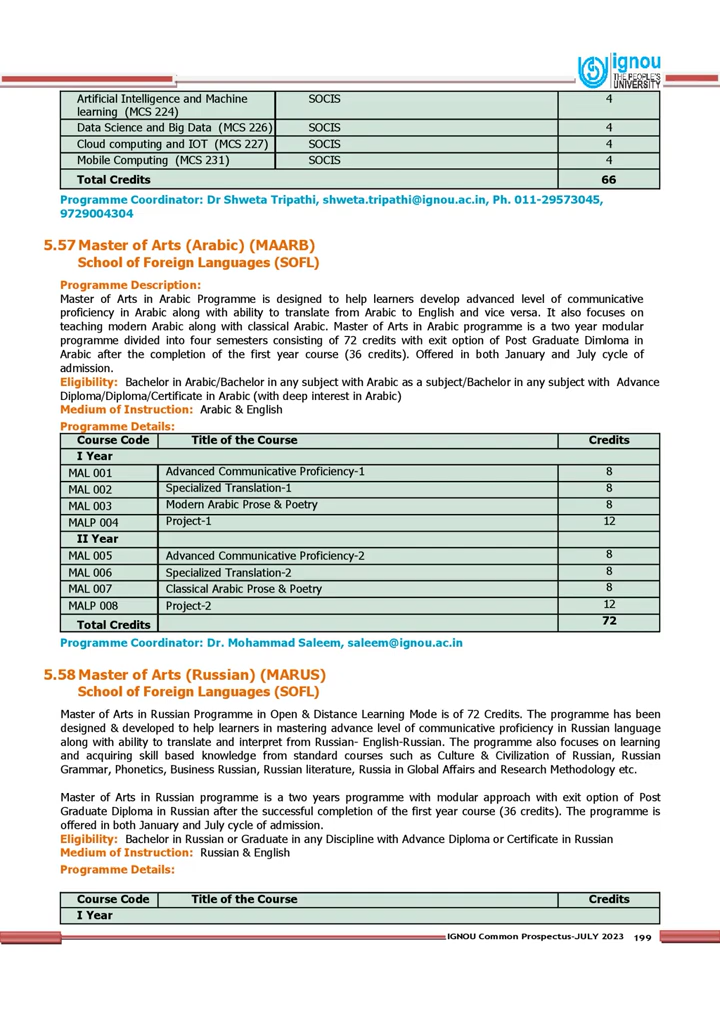 ignou
THE PEOPLE'S
UNIVERSITY
Artificial Intelligence and Machine SOCIS 4
learning (MCS 224)
Data Science and Big Data (MCS 226) SOCIS 4
Cloud computing and IOT (MCS 227) SOCIS 4
Mobile Computing (MCS 231) SOCIS 4
Total Credits 66
Programme Coordinator: Dr Shweta Tripathi, shweta.tripathi@ignou.ac.in, Ph. 011-29573045,
9729004304
5.57 Master of Arts (Arabic) (MAARB)
School of Foreign Languages (SOFL)
Programme Description:
Master of Arts in Arabic Programme is designed to help learners develop advanced level of communicative
proficiency in Arabic along with ability to translate from Arabic to English and vice versa. It also focuses on
teaching modern Arabic along with classical Arabic. Master of Arts in Arabic programme is a two year modular
programme divided into four semesters consisting of 72 credits with exit option of Post Graduate Dimloma in
Arabic after the completion of the first year course (36 credits). Offered in both January and July cycle of
admission.
Eligibility: Bachelor in Arabic/Bachelor in any subject with Arabic as a subject/Bachelor in any subject with Advance
Diploma/Diploma/Certificate in Arabic (with deep interest in Arabic)
Medium of Instruction: Arabic & English
Programme Details:
Course Code Title of the Course Credits
I Year
MAL 001 Advanced Communicative Proficiency-1 8
MAL 002 Specialized Translation-1 8
MAL 003 Modern Arabic Prose & Poetry 8
MALP 004 Project-1 12
II Year
MAL 005 Advanced Communicative Proficiency-2 8
MAL 006 Specialized Translation-2 8
MAL 007 Classical Arabic Prose & Poetry 8
MALP 008 Project-2 12
Total Credits 72
Programme Coordinator: Dr. Mohammad Saleem, saleem@ignou.ac.in
5.58 Master of Arts (Russian) (MARUS)
School of Foreign Languages (SOFL)
Master of Arts in Russian Programme in Open & Distance Learning Mode is of 72 Credits. The programme has been
designed & developed to help learners in mastering advance level of communicative proficiency in Russian language
along with ability to translate and interpret from Russian- English-Russian. The programme also focuses on learning
and acquiring skill based knowledge from standard courses such as Culture & Civilization of Russian, Russian
Grammar, Phonetics, Business Russian, Russian literature, Russia in Global Affairs and Research Methodology etc.
Master of Arts in Russian programme is a two years programme with modular approach with exit option of Post
Graduate Diploma in Russian after the successful completion of the first year course (36 credits). The programme is
offered in both January and July cycle of admission.
Eligibility: Bachelor in Russian or Graduate in any Discipline with Advance Diploma or Certificate in Russian
Medium of Instruction: Russian & English
Programme Details:
Course Code Title of the Course Credits
I Year
IGNOU Common Prospectus-JULY 2023 199